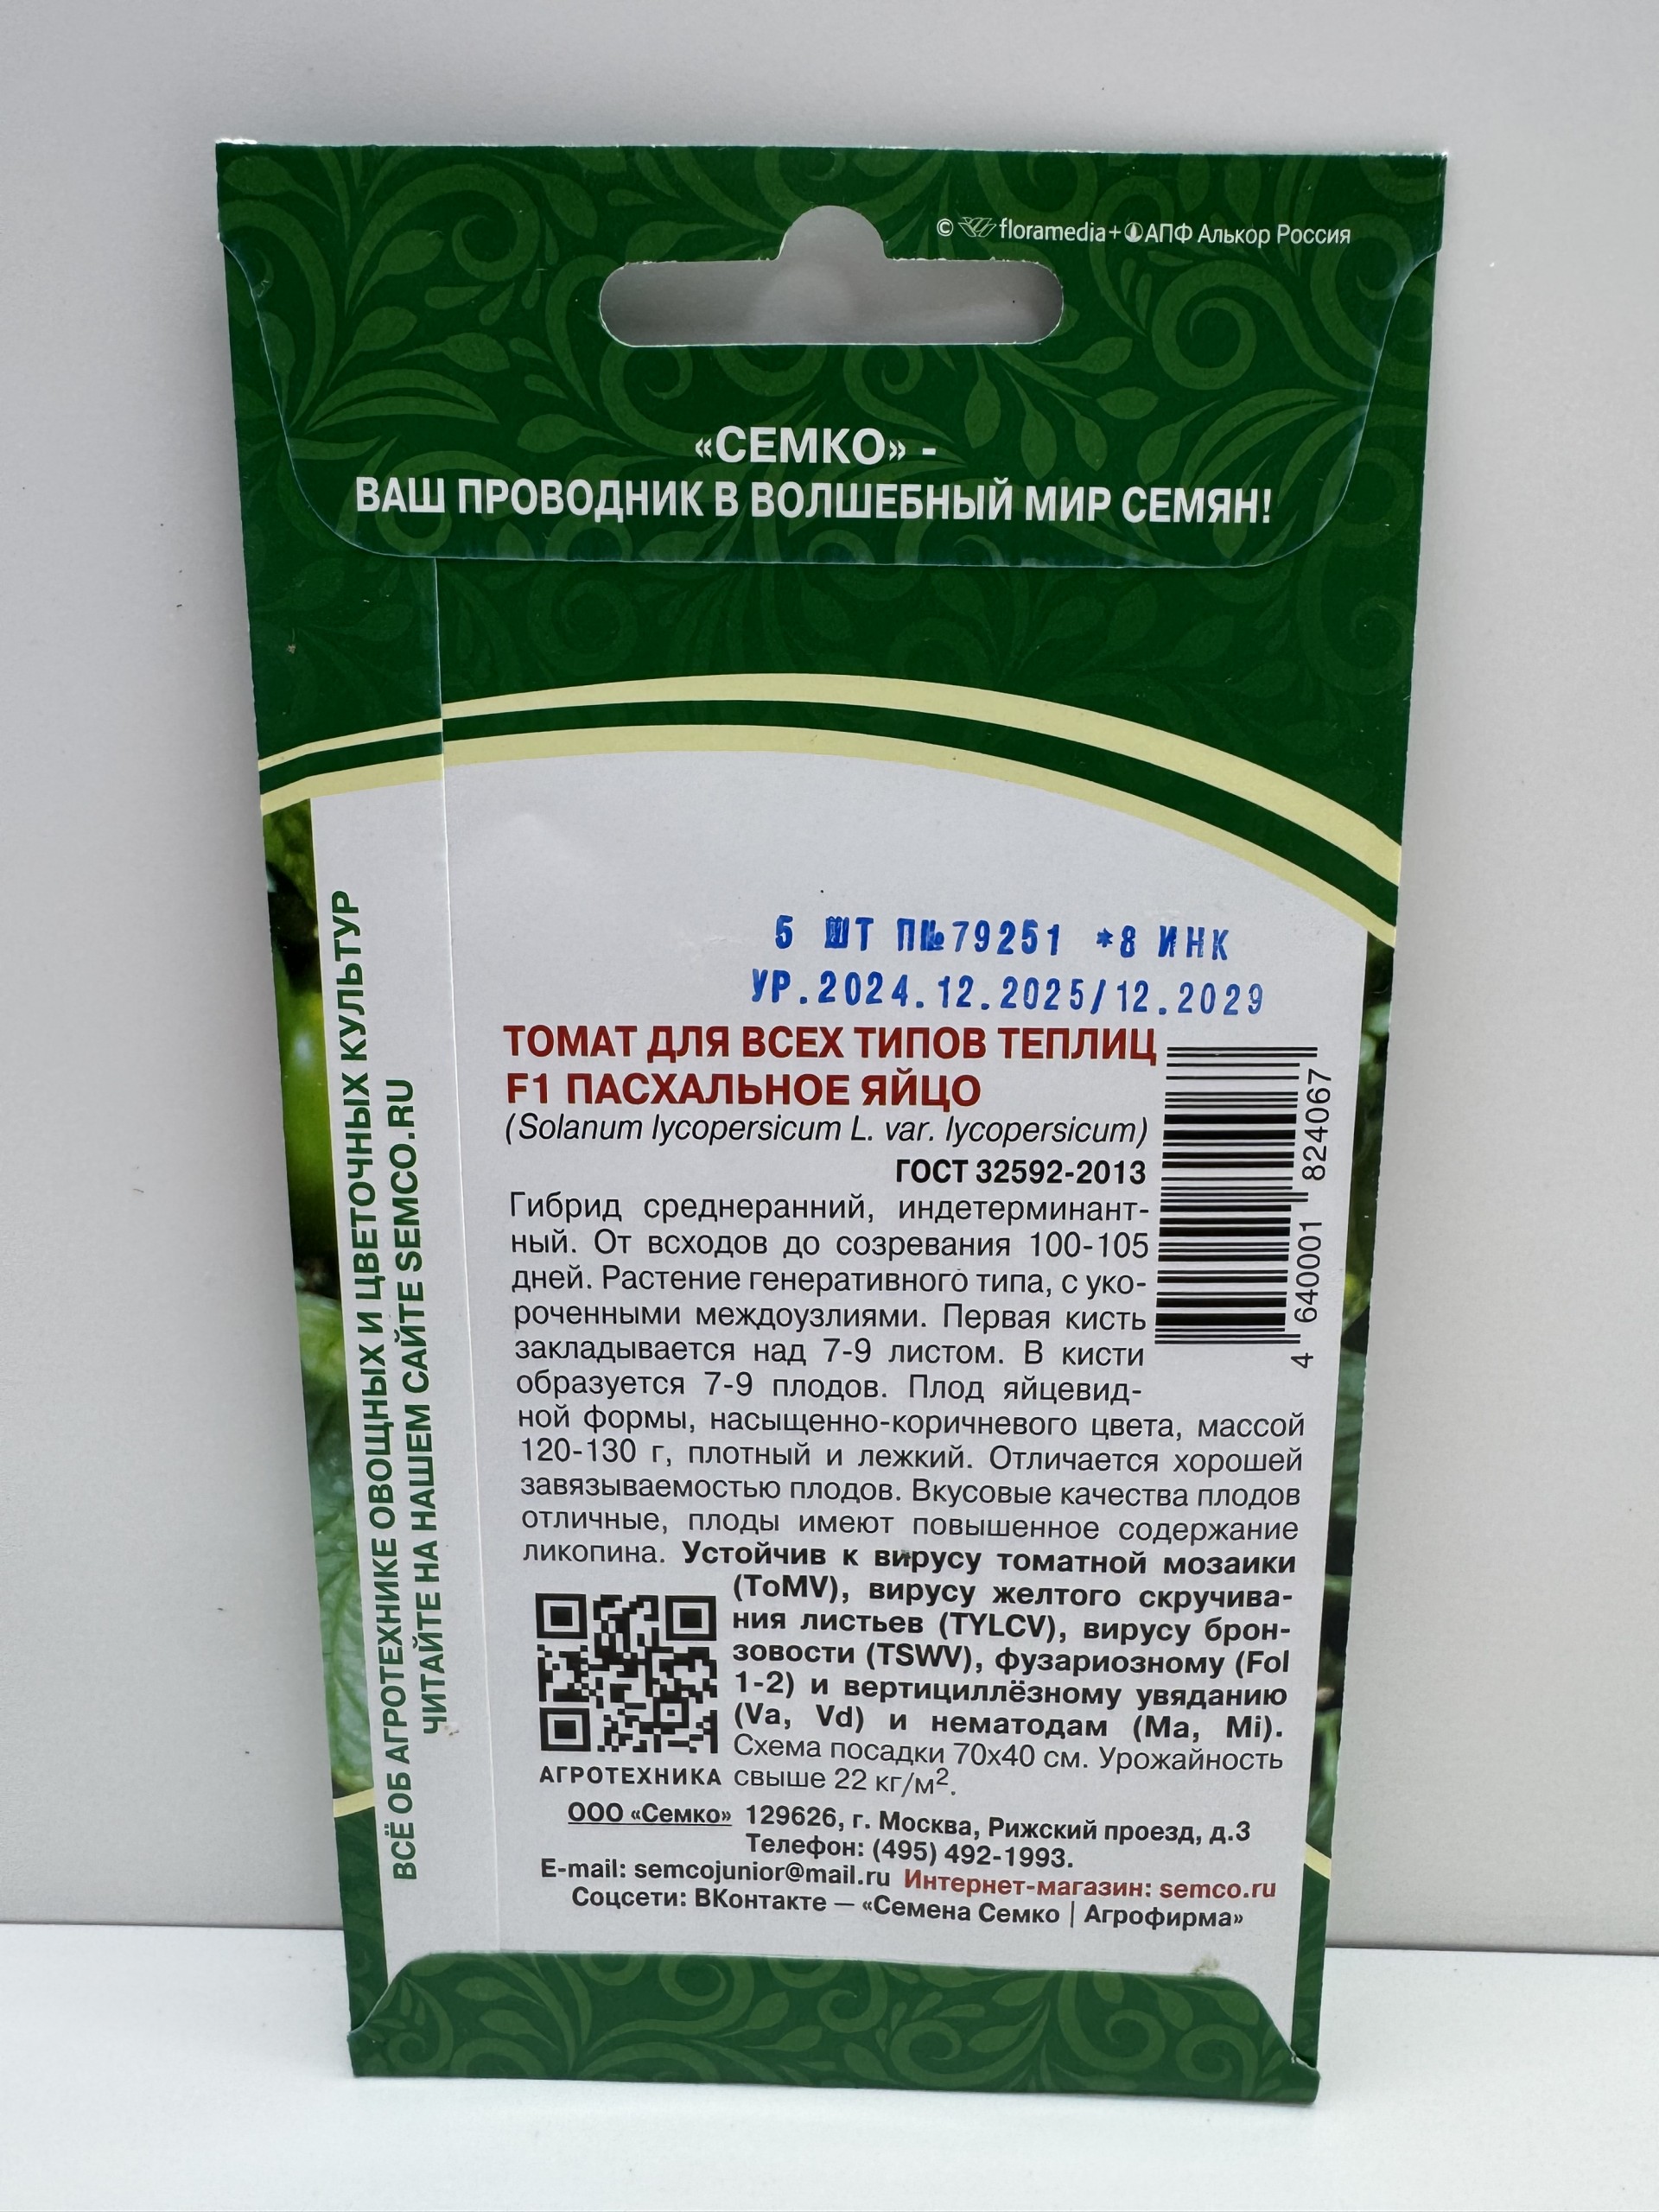 © floramedia+АПФ Алькор Россия
«СЕМКО» -
ВАШ ПРОВОДНИК В ВОЛШЕБНЫЙ МИР СЕМЯН!
5 ШТ П№79251 *8 ИНК
УР.2024.12.2025/12.2029
ТОМАТ ДЛЯ ВСЕХ ТИПОВ ТЕПЛИЦ
F1 ПАСХАЛЬНОЕ ЯЙЦО
(Solanum lycopersicum L. var. lycopersicum)
ГОСТ 32592-2013
Гибрид среднеранний, индетерминант-
ный. От всходов до созревания 100-105
дней. Растение генеративного типа, с уко-
роченными междоузлиями. Первая кисть
закладывается над 7-9 листом. В кисти
образуется 7-9 плодов. Плод яйцевид-
ной формы, насыщенно-коричневого цвета, массой
120-130 г, плотный и лежкий. Отличается хорошей
завязываемостью плодов. Вкусовые качества плодов
отличные, плоды имеют повышенное содержание
ликопина. Устойчив к вирусу томатной мозаики
(ToMV), вирусу желтого скручива-
ния листьев (TYLCV), вирусу брон-
зовости (TSWV), фузариозному (Fol
1-2) и вертициллёзному увяданию
(Va, Vd) и нематодам (Ma, Mi).
Схема посадки 70х40 см. Урожайность
свыше 22 кг/м².
АГРОТЕХНИКА
ООО «Семко» 129626, г. Москва, Рижский проезд, д.3
Телефон: (495) 492-1993.
E-mail: semcojunior@mail.ru Интернет-магазин: semco.ru
Соцсети: ВКонтакте — «Семена Семко | Агрофирма»
4 640001 824067
ВСЁ ОБ АГРОТЕХНИКЕ ОВОЩНЫХ И ЦВЕТОЧНЫХ КУЛЬТУР
ЧИТАЙТЕ НА НАШЕМ САЙТЕ SEMCO.RU